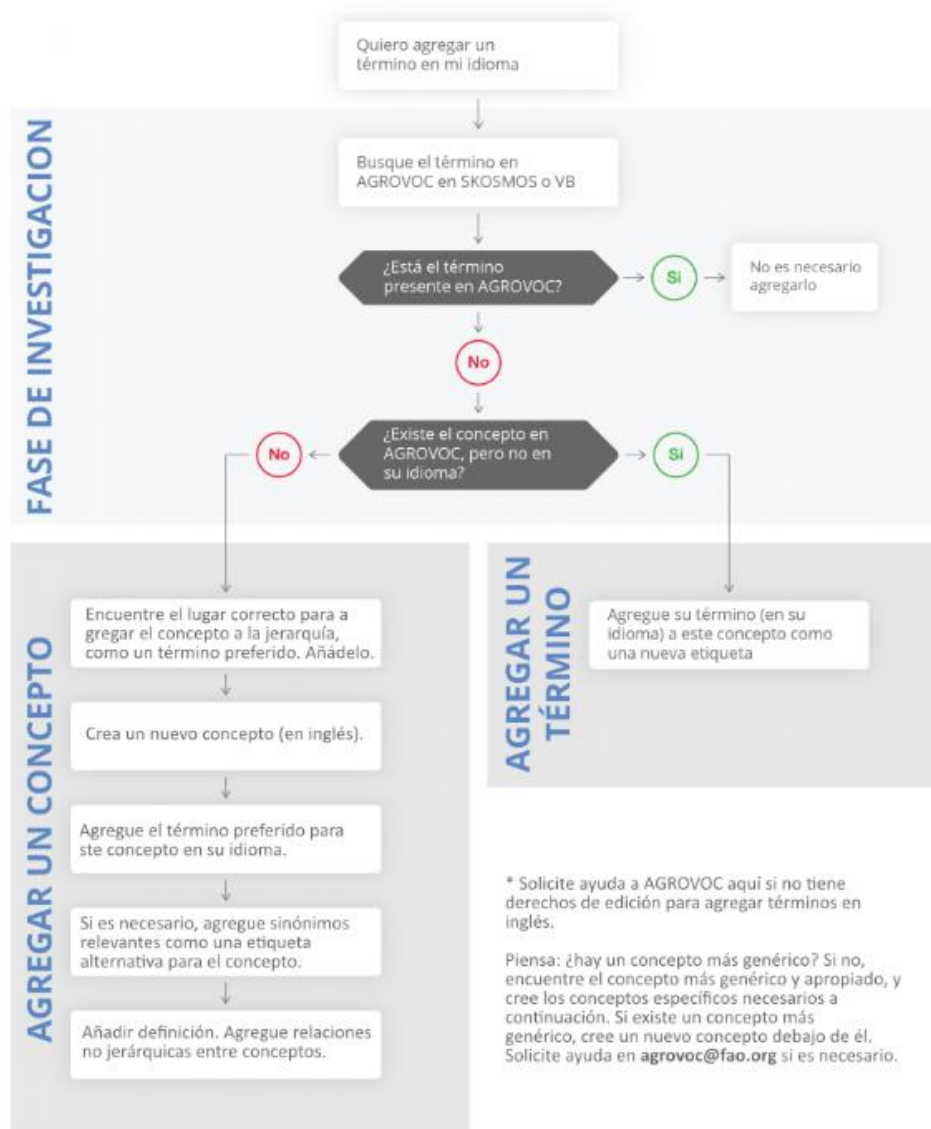 Quiero agregar un
término en mi idioma
FASE DE INVESTIGACION
Busque el término en
AGROVOC en SKOSMOS o VB
¿Está el término
presente en AGROVOC?
Si
No es necesario
agregarlo
No
¿Existe el concepto en
AGROVOC, pero no en
su idioma?
No
Si
AGREGAR UN CONCEPTO
Encuentre el lugar correcto para a
gregar el concepto a la jerarquía,
como un término preferido. Añádelo.
Crea un nuevo concepto (en inglés).
Agregue el término preferido para
ste concepto en su idioma.
Si es necesario, agregue sinónimos
relevantes como una etiqueta
alternativa para el concepto.
Añadir definición. Agregue relaciones
no jerárquicas entre conceptos.
AGREGAR UN
TÉRMINO
Agregue su término (en su
idioma) a este concepto como
una nueva etiqueta
* Solicite ayuda a AGROVOC aquí si no tiene
derechos de edición para agregar términos en
inglés.
Piensa: ¿hay un concepto más genérico? Si no,
encuentre el concepto más genérico y apropiado, y
cree los conceptos específicos necesarios a
continuación. Si existe un concepto más
genérico, cree un nuevo concepto debajo de él.
Solicite ayuda en agrovoc@fao.org si es necesario.